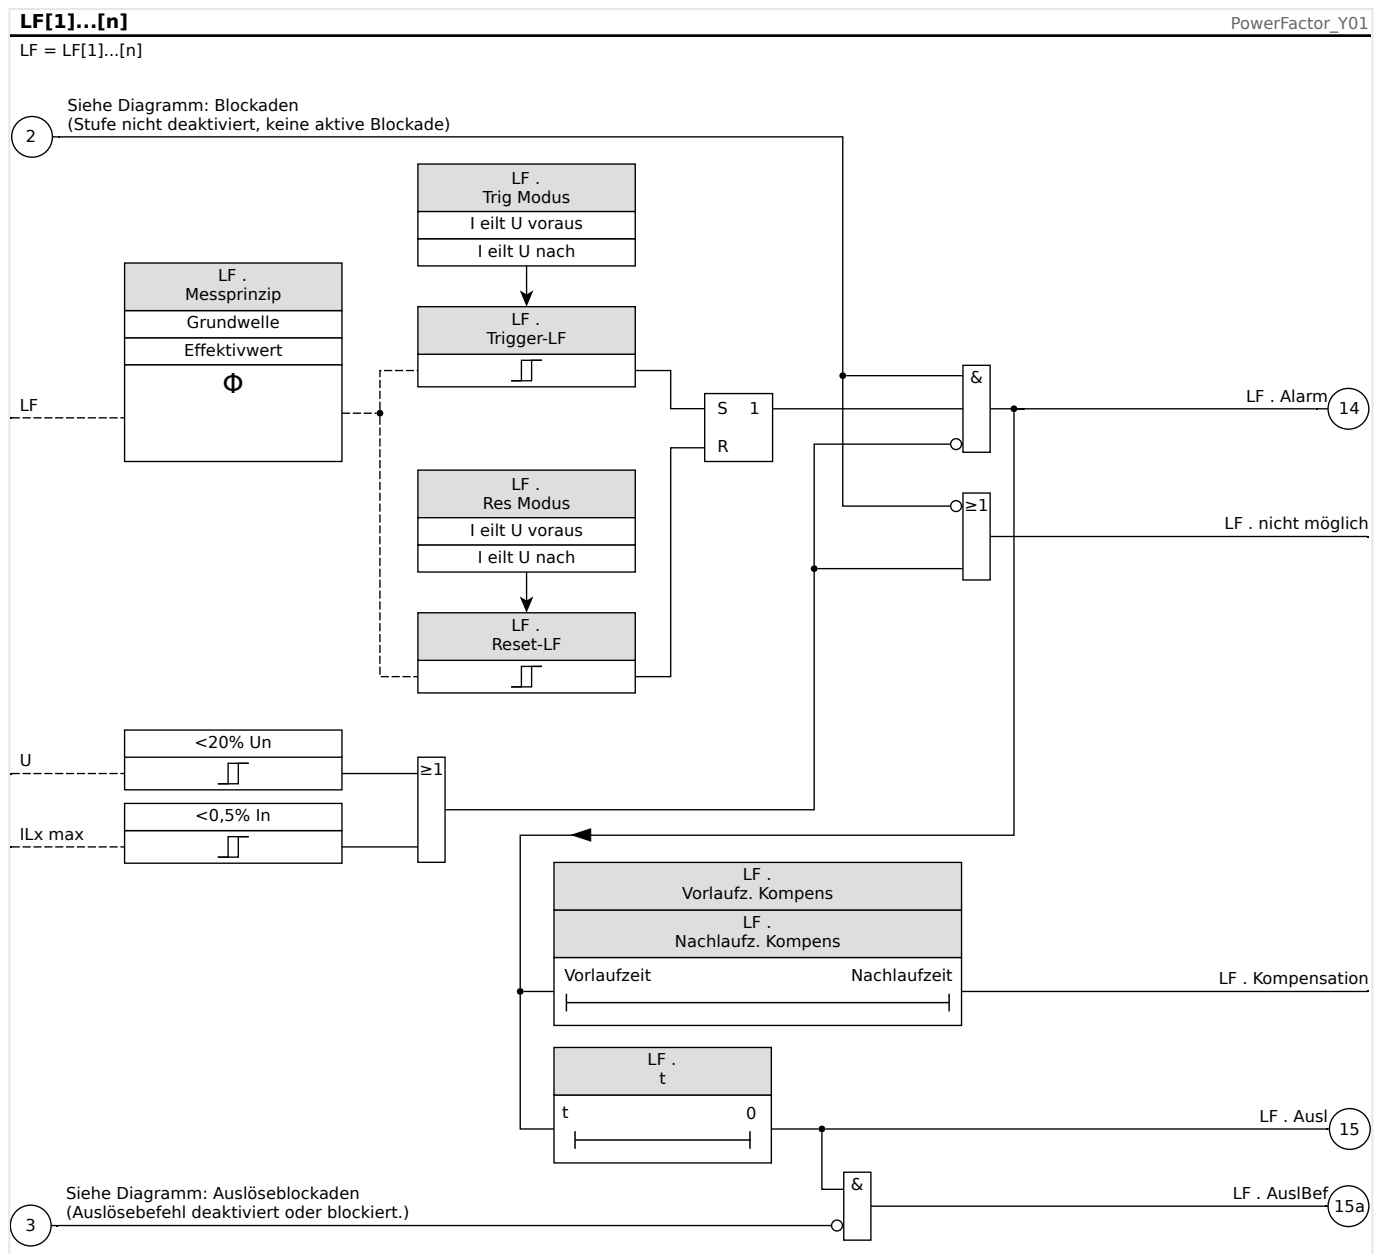 LF[1]...[n]
PowerFactor_Y01
LF = LF[1]...[n]
Siehe Diagramm: Blockaden
(Stufe nicht deaktiviert, keine aktive Blockade)
2
LF .
Trig Modus
I eilt U voraus
I eilt U nach
LF .
Messprinzip
Grundwelle
Effektivwert
Φ
LF
LF .
Trigger-LF
S 1
R
&
LF . Alarm
14
LF .
Res Modus
I eilt U voraus
I eilt U nach
≥1
LF . nicht möglich
LF .
Reset-LF
U
<20% Un
≥1
ILx max
<0,5% In
LF .
Vorlaufz. Kompens
LF .
Nachlaufz. Kompens
Vorlaufzeit Nachlaufzeit
LF . Kompensation
LF .
t
t 0
LF . Ausl
15
Siehe Diagramm: Auslöseblockaden
(Auslösebefehl deaktiviert oder blockiert.)
3
&
LF . AuslBef
15a